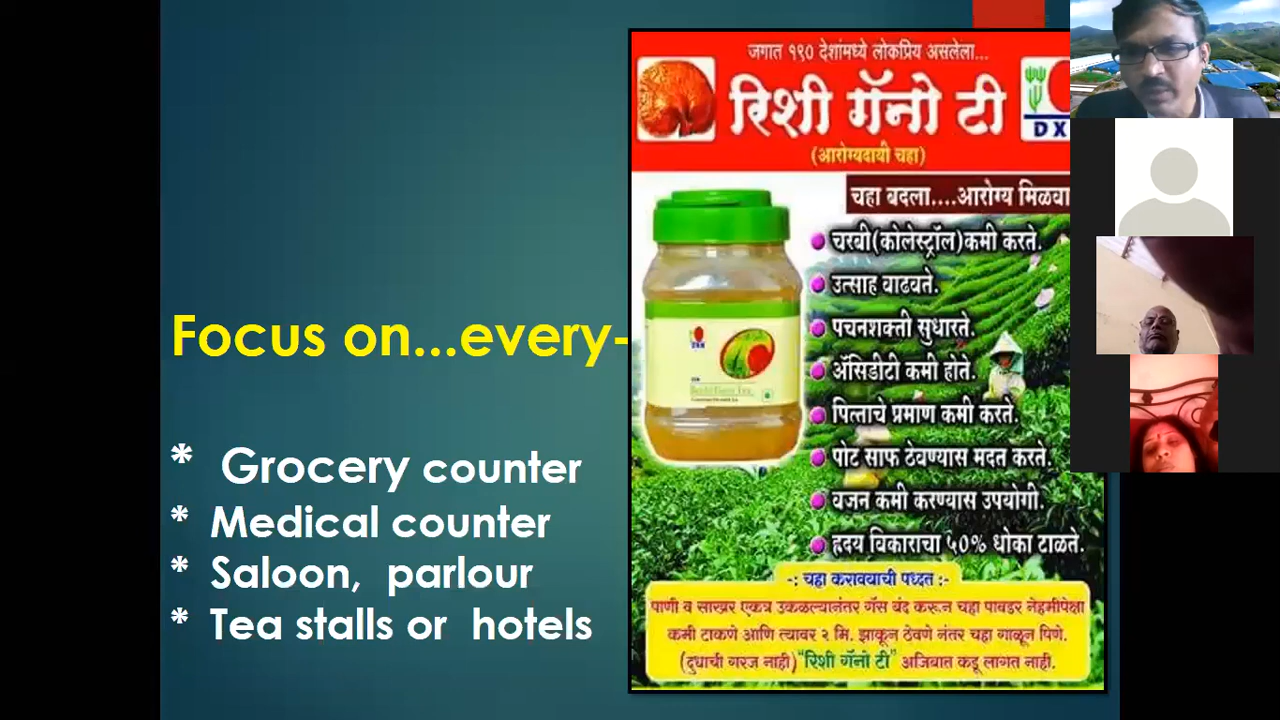 Focus on...every-
* Grocery counter
* Medical counter
* Saloon, parlour
* Tea stalls or hotels
जगात १९० देशांमध्ये लोकप्रिय असलेला...
रिशी गॅनो टी
DX
(आरोग्यदायी चहा)
चहा बदला....आरोग्य मिळवा
चरबी(कोलेस्ट्रॉल)कमी करते.
उत्साह वाढवते.
पचनशक्ती सुधारते.
ॲसिडीटी कमी होते.
पित्ताचे प्रमाण कमी करते.
पोट साफ ठेवण्यास मदत करते.
वजन कमी करण्यास उपयोगी.
हृदय विकाराचा ५०% धोका टाळते.
-: चहा करावयाची पध्दत :-
पाणी व साखर एकत्र उकळल्यानंतर गॅस बंद करून चहा पावडर नेहमीपेक्षा
कमी टाकणे आणि त्यावर २ मि. झाकून ठेवणे नंतर चहा गाळून पिणे.
(दुधाची गरज नाही)"रिशी गॅनो टी" अजिबात कडू लागत नाही.